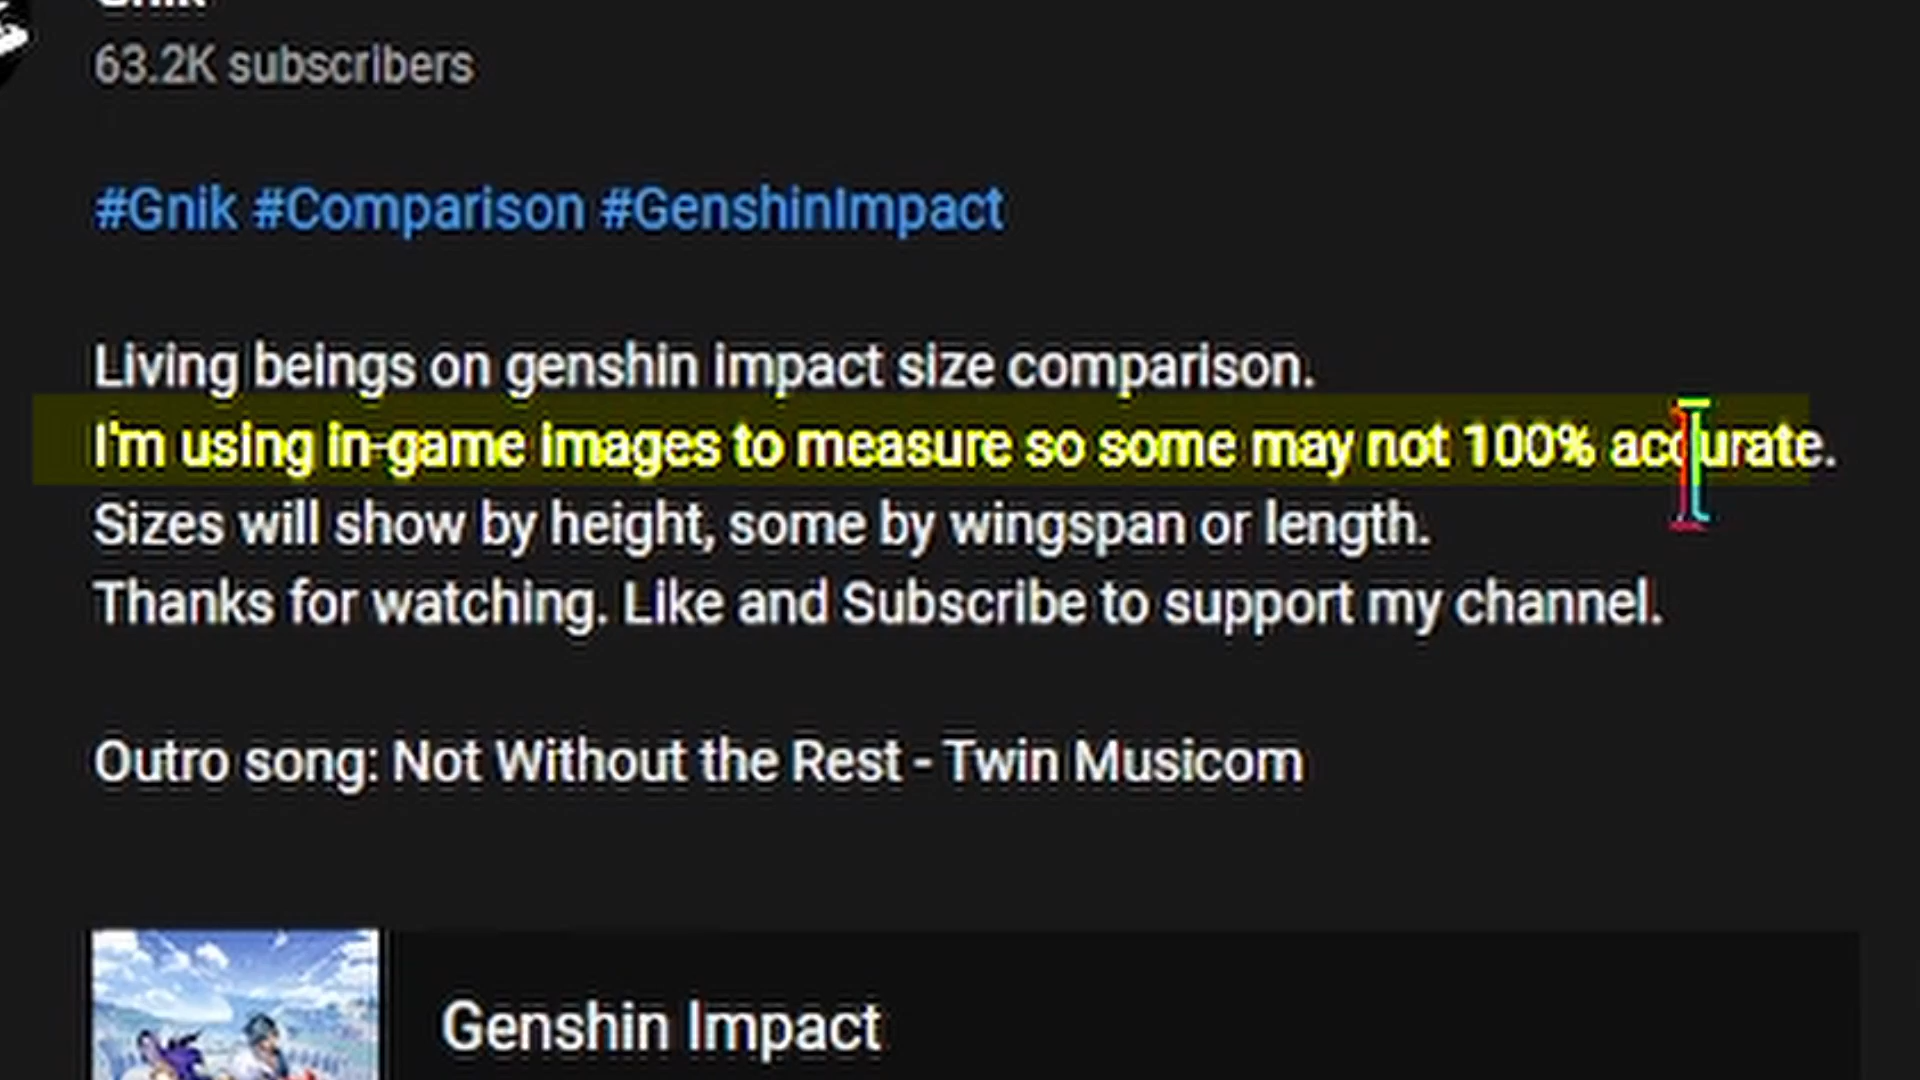 Gnik
63.2K subscribers
#Gnik #Comparison #GenshinImpact
Living beings on genshin impact size comparison.
I'm using in-game images to measure so some may not 100% accurate.
Sizes will show by height, some by wingspan or length.
Thanks for watching. Like and Subscribe to support my channel.
Outro song: Not Without the Rest - Twin Musicom
Genshin Impact